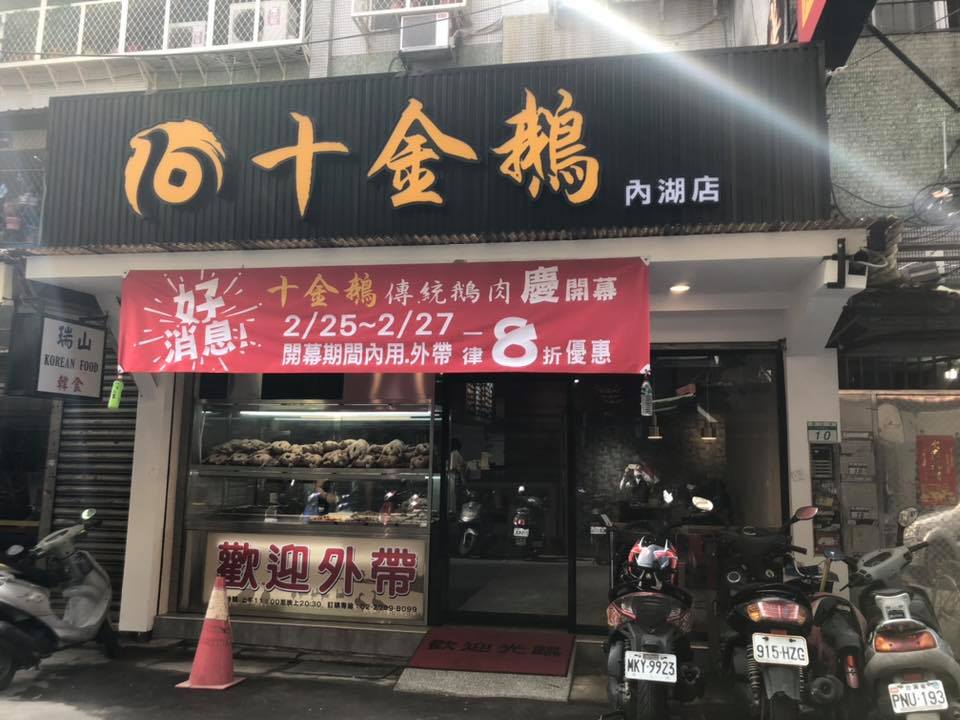 10
十金鵝
內湖店
好
消息!
十金鵝 傳統鵝肉 慶開幕
2/25~2/27
開幕期間內用.外帶 一律 8 折優惠
瑞山
KOREAN FOOD
韓食
10
歡迎外帶
歡迎光臨
MKY-9923
915-HZG
PNU-193